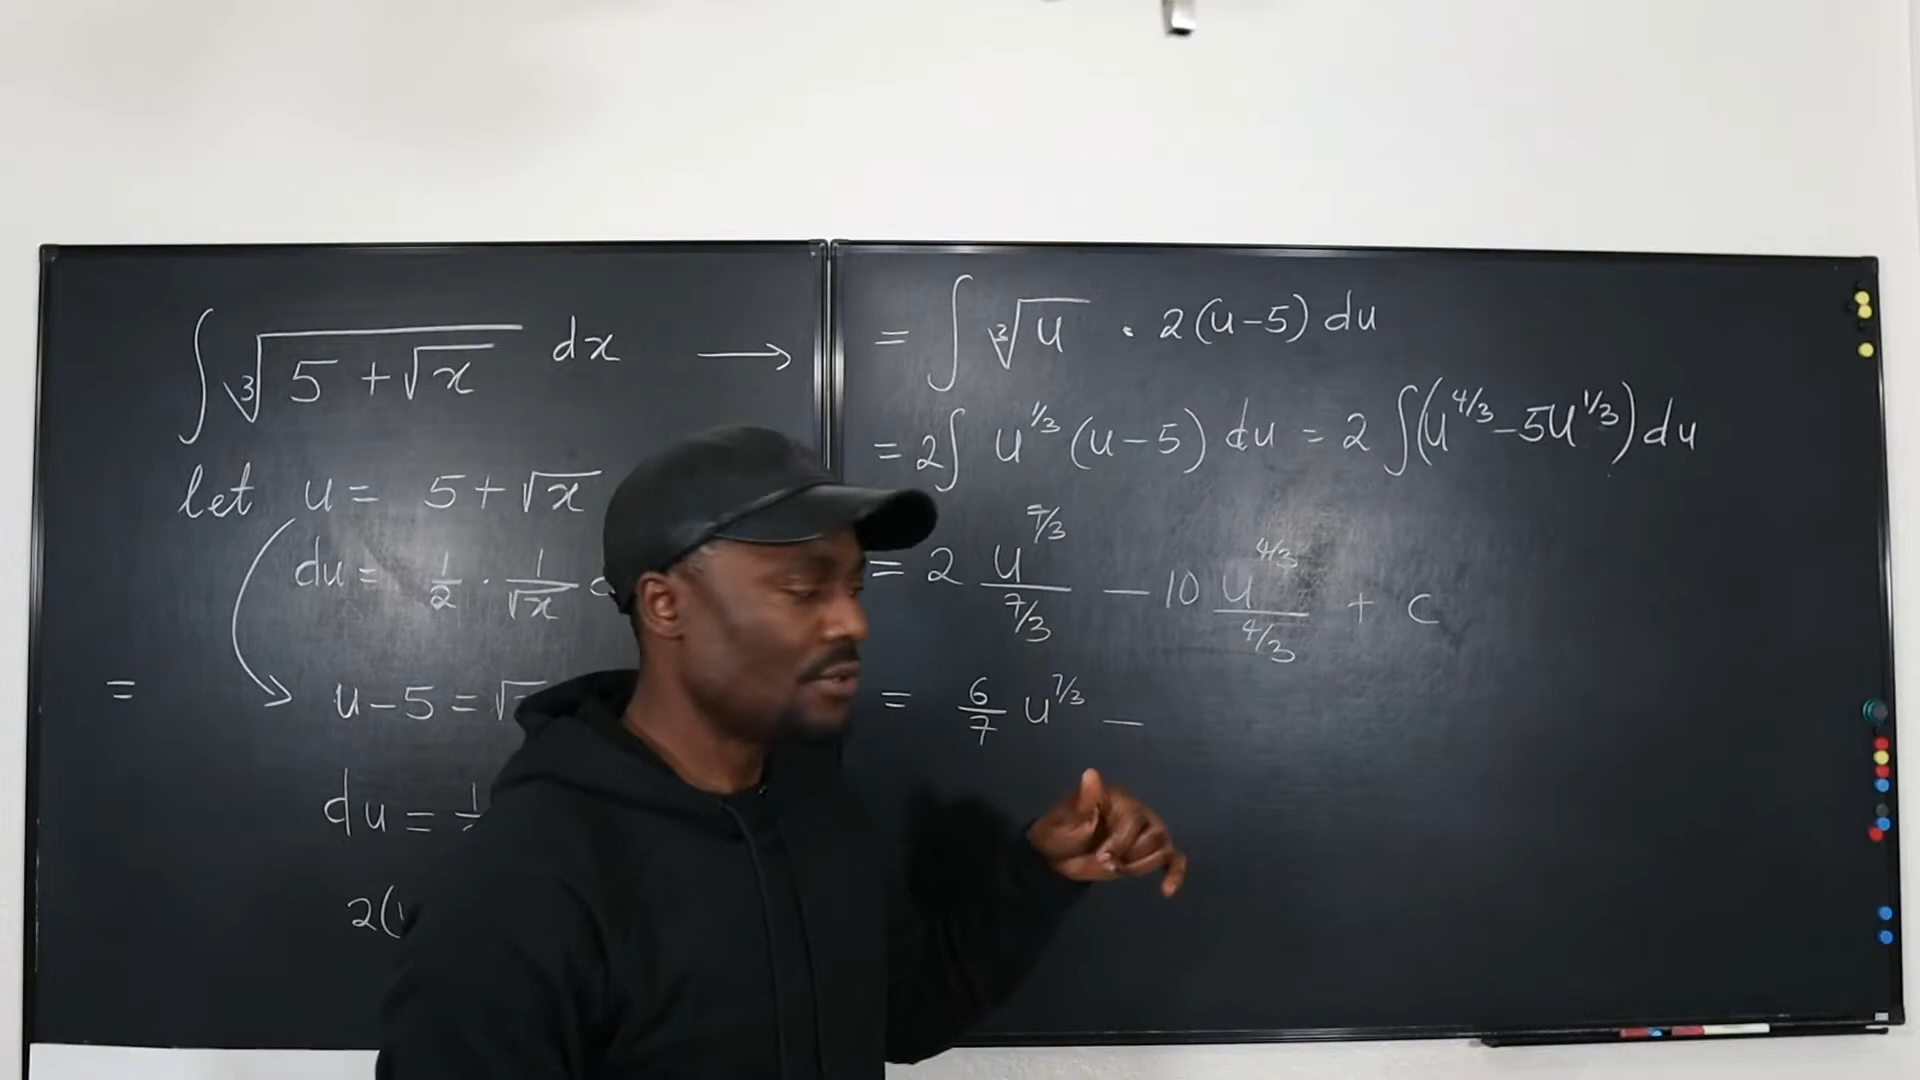 ∫ ∛(5 + √x) dx ⟶
let u = 5 + √x
du = 1/2 · 1/√x
= u - 5 = √
du = 1
2(
= ∫ ∛u · 2(u-5) du
= 2∫ u^1/3 (u-5) du = 2 ∫(u^4/3 - 5u^1/3) du
= 2 u^7/3 / 7/3 - 10 u^4/3 / 4/3 + c
= 6/7 u^7/3 -